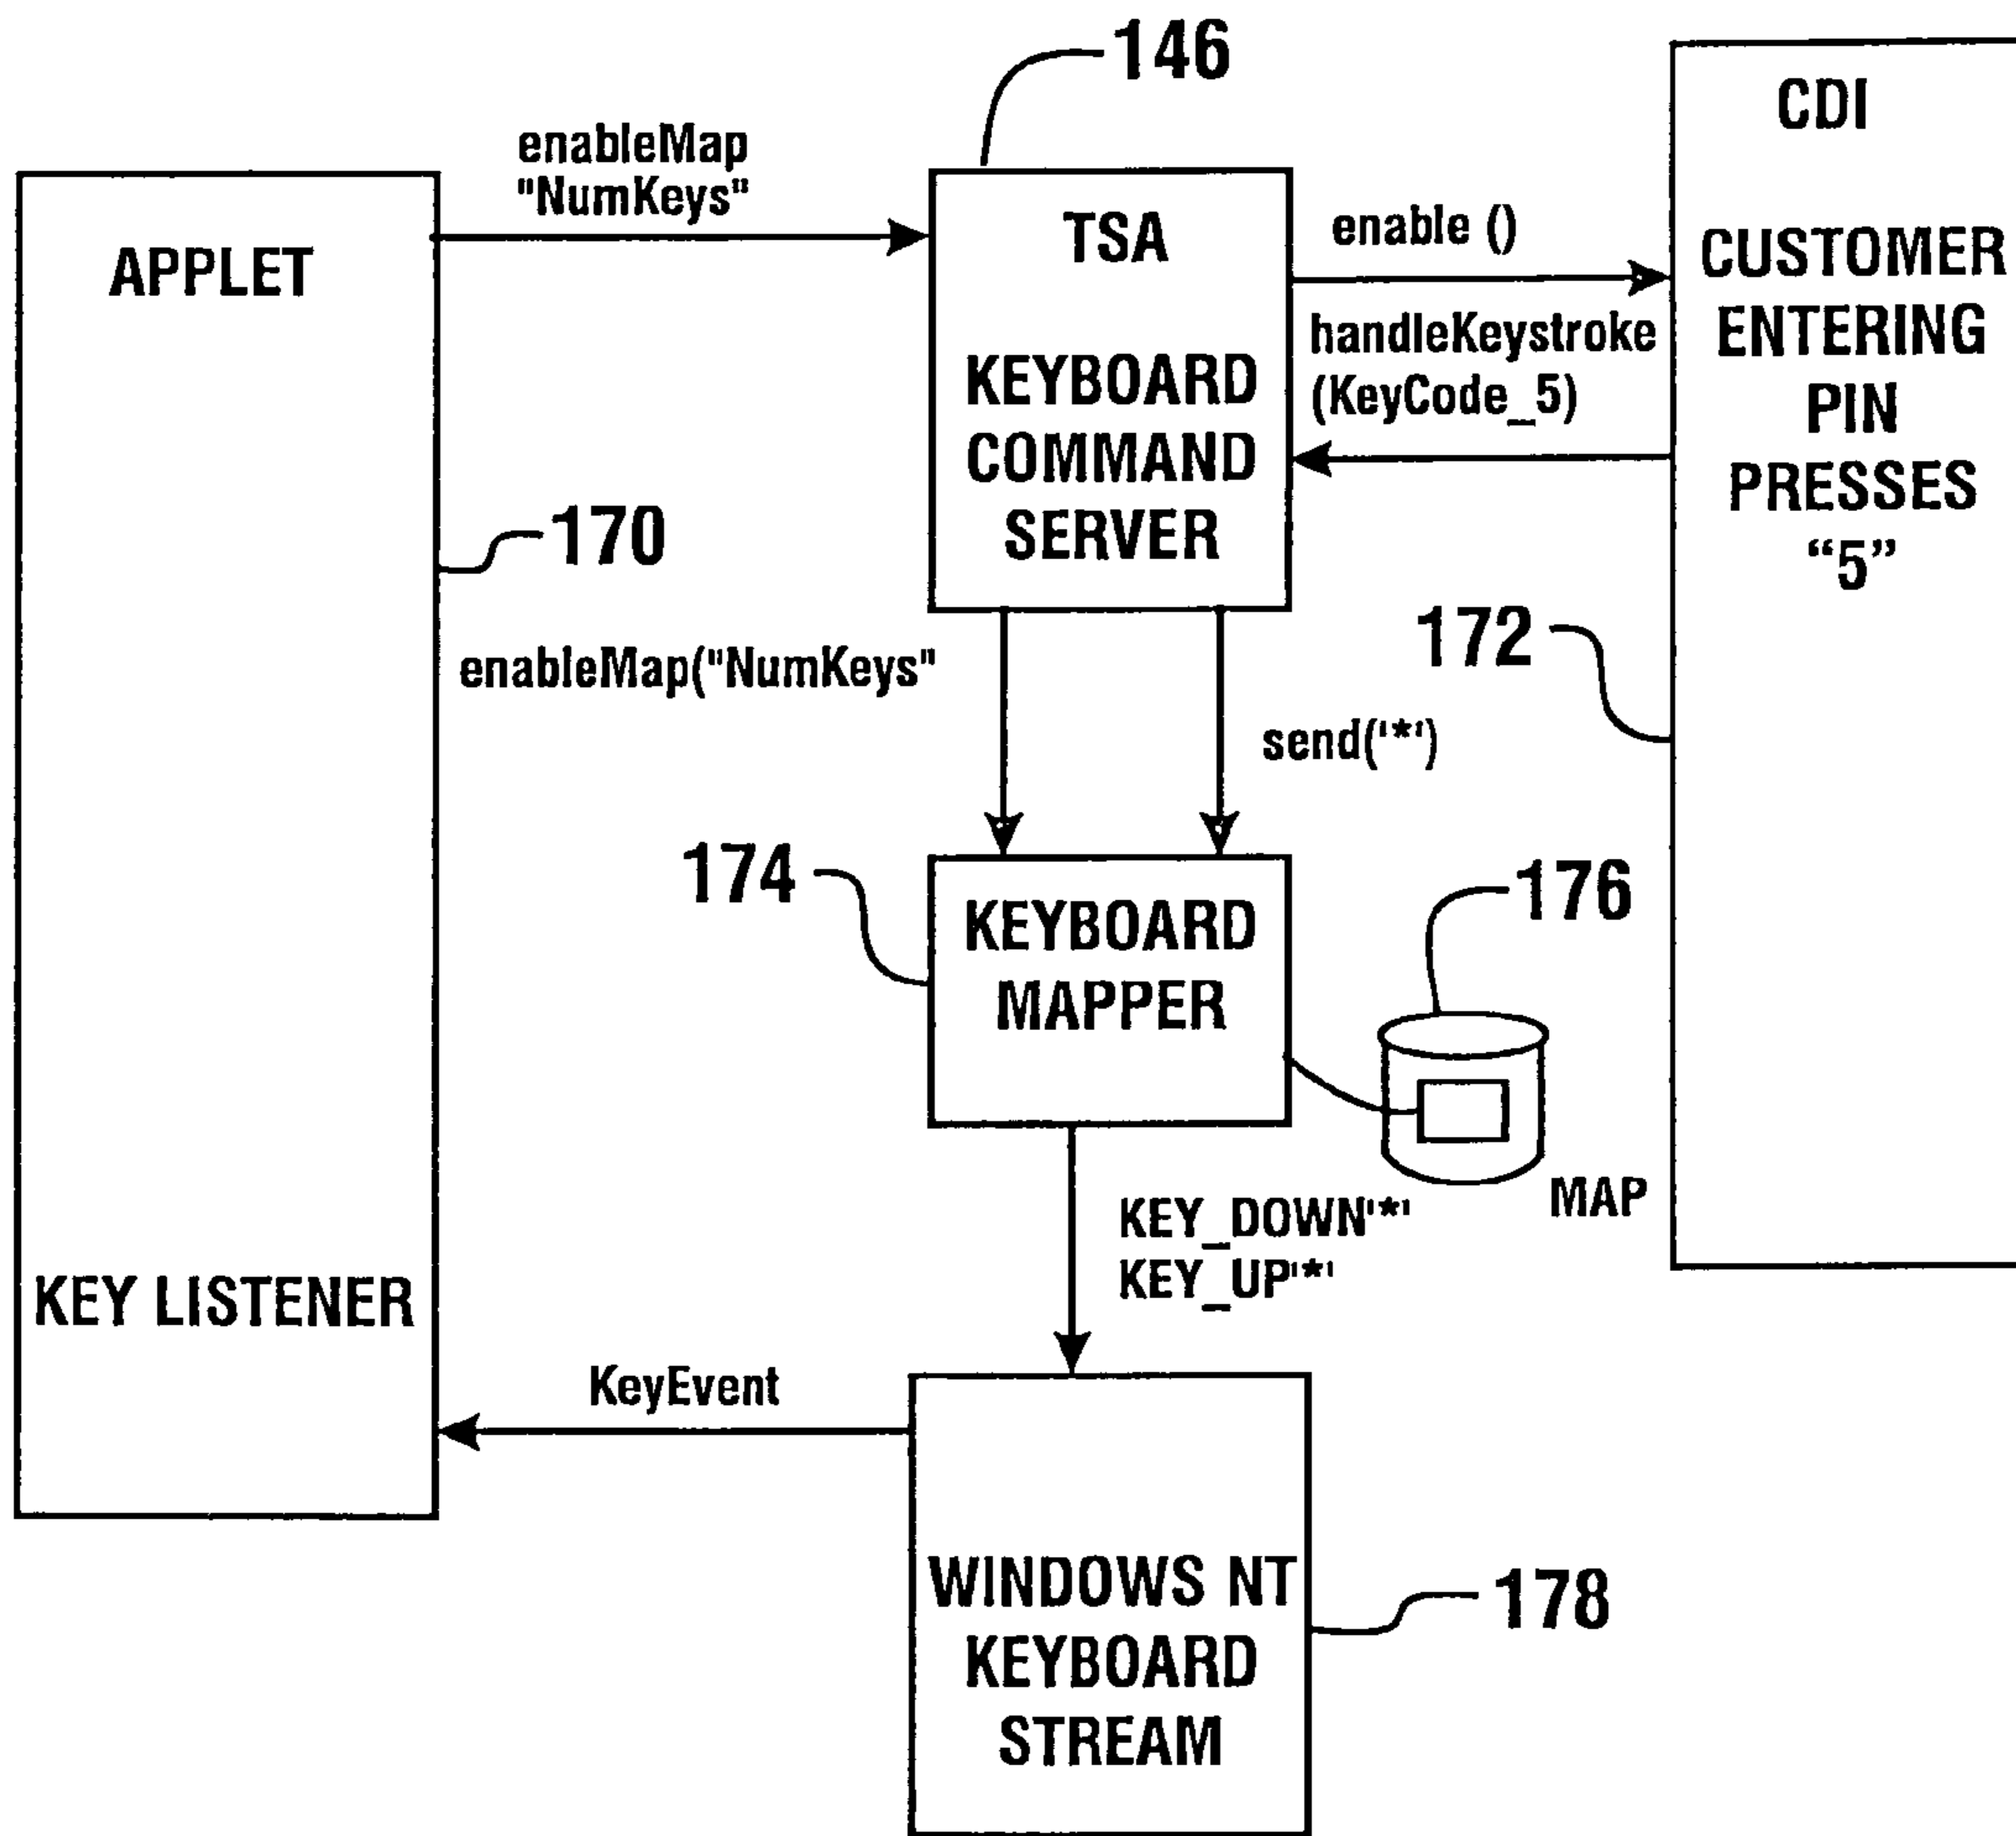 146
CDI
enableMap
"NumKeys"
APPLET
TSA
enable ()
CUSTOMER
ENTERING
PIN
PRESSES
“5”
handleKeystroke
(KeyCode_5)
KEYBOARD
COMMAND
SERVER
170
172
enableMap("NumKeys"
send('*')
174
176
KEYBOARD
MAPPER
MAP
KEY_DOWN'*'
KEY_UP'*'
KEY LISTENER
KeyEvent
WINDOWS NT
KEYBOARD
STREAM
178